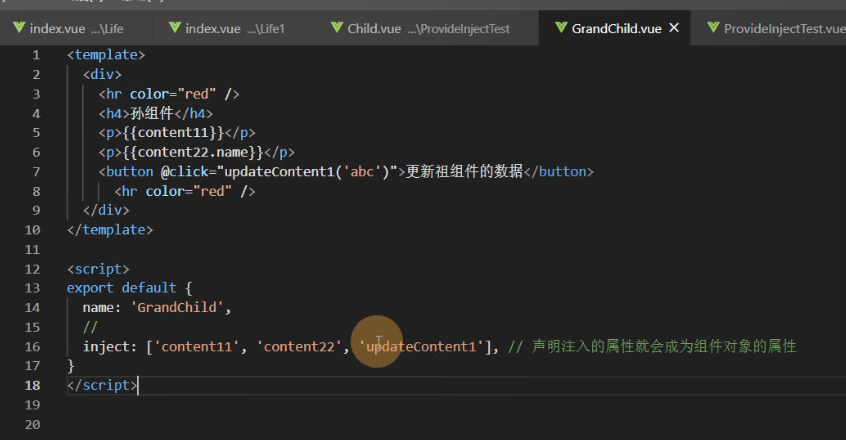 index.vue ...\Life index.vue ...\Life1 Child.vue ...\ProvideInjectTest GrandChild.vue ProvideInjectTest.vue
1 <template>
2 <div>
3 <hr color="red" />
4 <h4>孙组件</h4>
5 <p>{{content11}}</p>
6 <p>{{content22.name}}</p>
7 <button @click="updateContent1('abc')">更新祖组件的数据</button>
8 <hr color="red" />
9 </div>
10 </template>
11
12 <script>
13 export default {
14 name: 'GrandChild',
15 //
16 inject: ['content11', 'content22', 'updateContent1'], // 声明注入的属性就会成为组件对象的属性
17 }
18 </script>
19
20